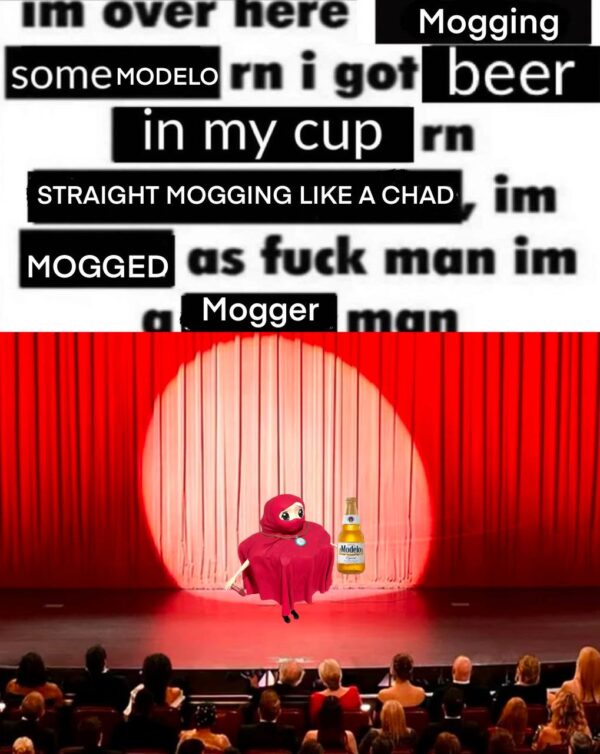 im over here Mogging
some MODELO rn i got beer
in my cup rn
STRAIGHT MOGGING LIKE A CHAD, im
MOGGED as fuck man im
a Mogger man
Modelo